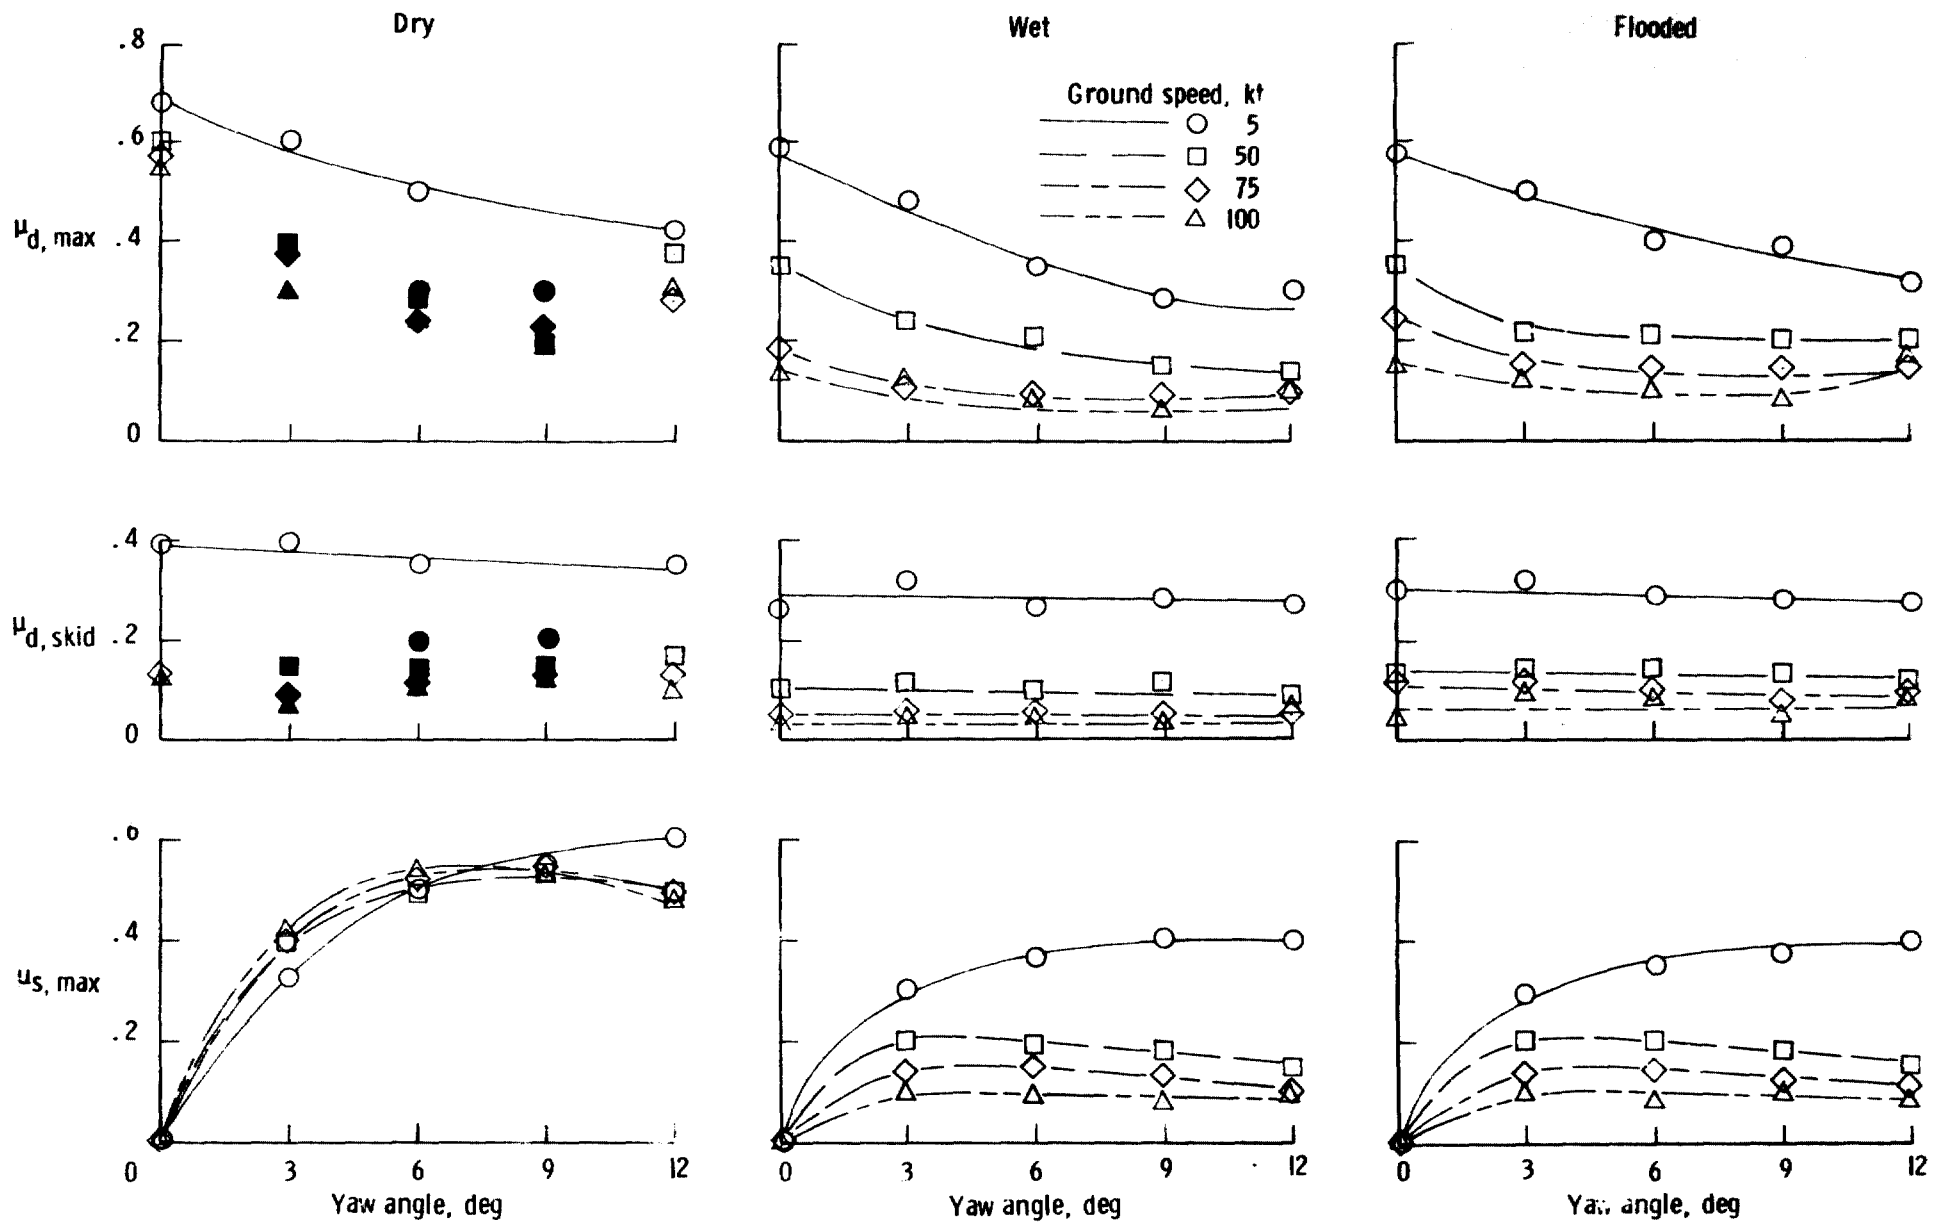 Dry
Wet
Flooded
.8
.6
.4
.2
0
μd, max
Ground speed, kt
5
50
75
100
.4
.2
0
μd, skid
.4
.2
0
μs, max
3
6
9
12
Yaw angle, deg
0
3
6
9
12
Yaw angle, deg
0
3
6
9
12
angle, deg